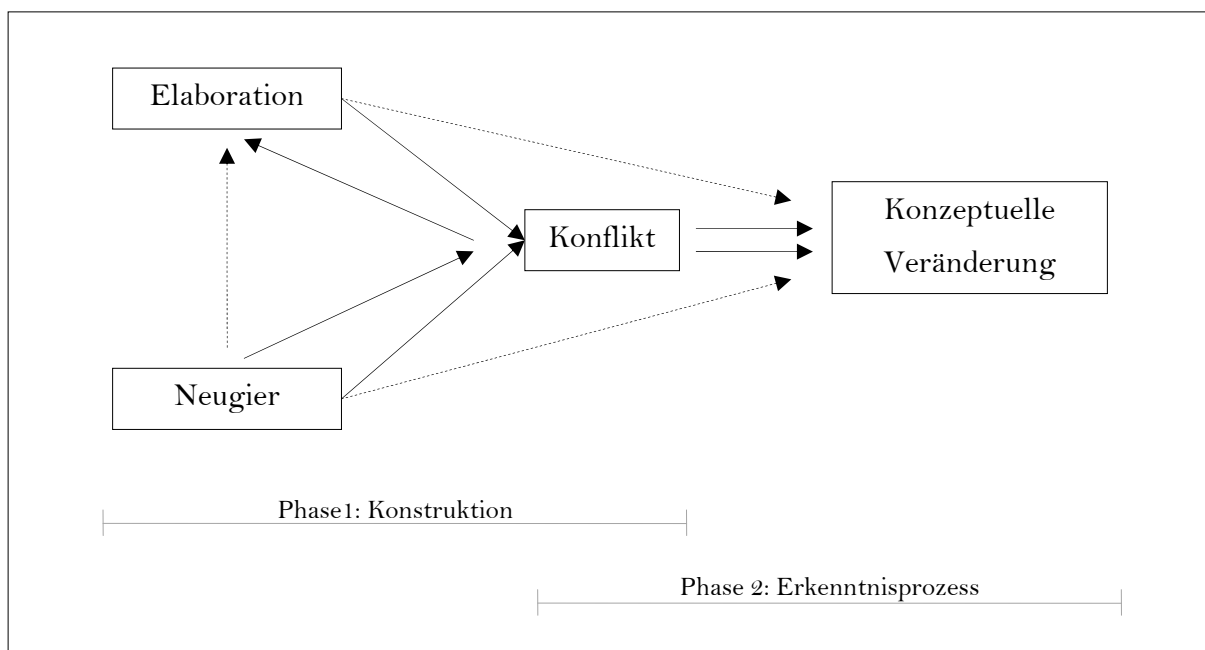 Elaboration
Konzeptuelle
Veränderung
Konflikt
Neugier
Phase1: Konstruktion
Phase 2: Erkenntnisprozess